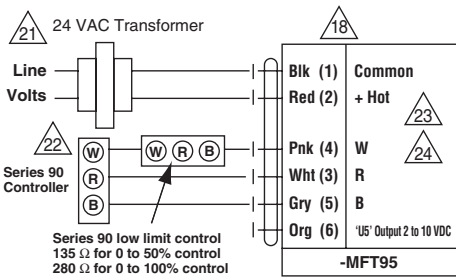 21 24 VAC Transformer 18
Line Blk (1) Common
Volts Red (2) + Hot
23
22 W W R B Pnk (4) W 24
Series 90 R Wht (3) R
Controller
B Gry (5) B
Org (6) 'U5' Output 2 to 10 VDC
Series 90 low limit control
135 Ω for 0 to 50% control
280 Ω for 0 to 100% control
-MFT95